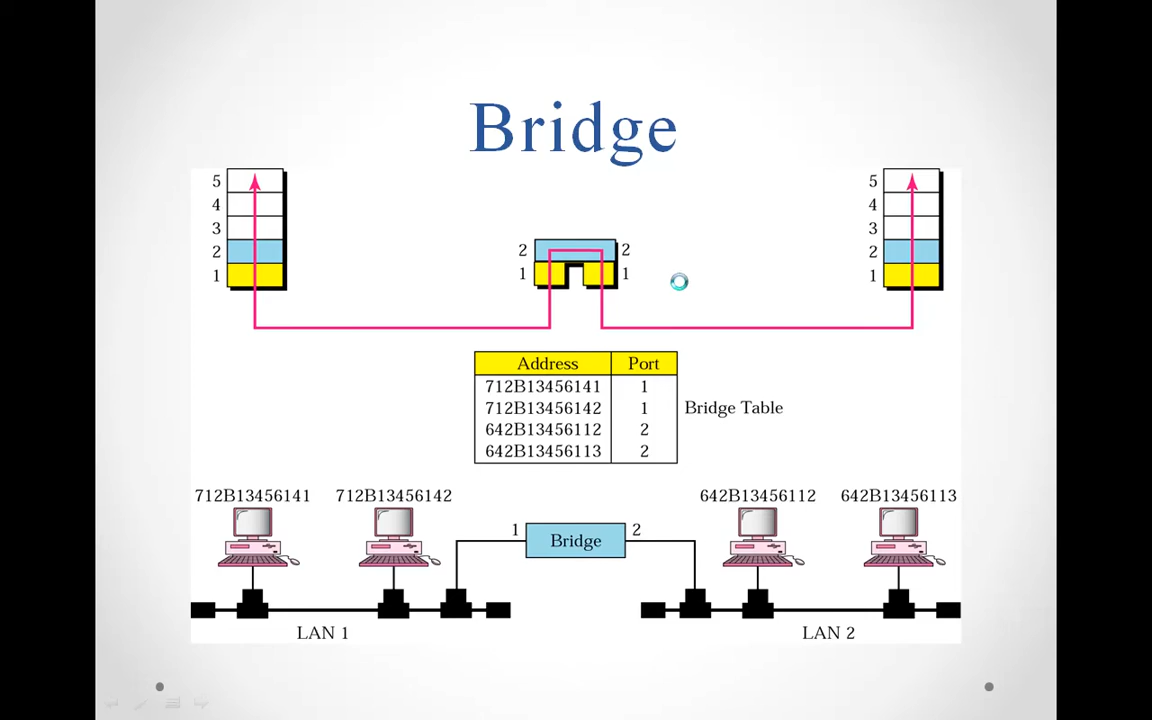 Bridge
5
4
3
2
1
2 2
1 1
5
4
3
2
1
Address Port
712B13456141 1
712B13456142 1
642B13456112 2
642B13456113 2
Bridge Table
712B13456141 712B13456142 642B13456112 642B13456113
1 Bridge 2
LAN 1 LAN 2